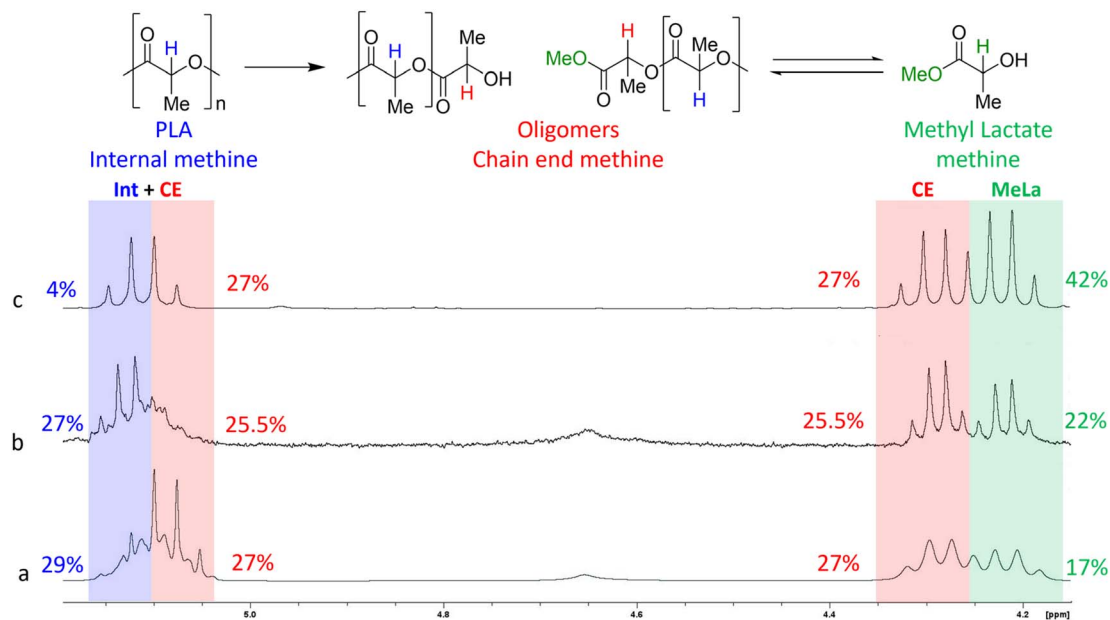 O
H
O
Me
n
O
H
O
Me
O
Me
OH
H
MeO
O
H
Me
O
O
Me
O
H
O
H
MeO
OH
Me
PLA
Internal methine
Oligomers
Chain end methine
Methyl Lactate
methine
Int + CE
CE
MeLa
c
4%
27%
27%
42%
b
27%
25.5%
25.5%
22%
a
29%
27%
27%
17%
5.0
4.8
4.6
4.4
4.2
[ppm]